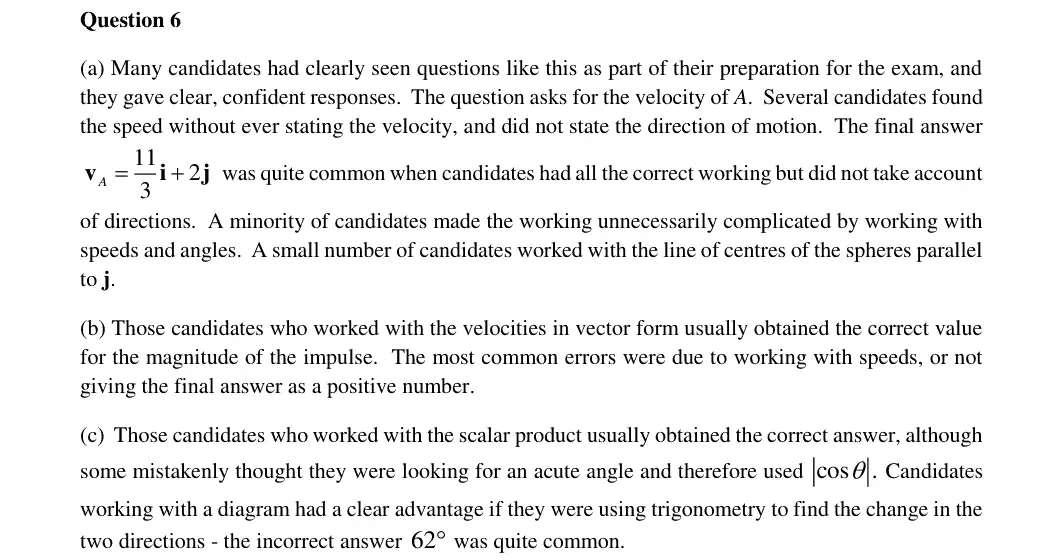 Question 6
(a) Many candidates had clearly seen questions like this as part of their preparation for the exam, and
they gave clear, confident responses. The question asks for the velocity of A. Several candidates found
the speed without ever stating the velocity, and did not state the direction of motion. The final answer
v_A = 11/3 i + 2j was quite common when candidates had all the correct working but did not take account
of directions. A minority of candidates made the working unnecessarily complicated by working with
speeds and angles. A small number of candidates worked with the line of centres of the spheres parallel
to j.
(b) Those candidates who worked with the velocities in vector form usually obtained the correct value
for the magnitude of the impulse. The most common errors were due to working with speeds, or not
giving the final answer as a positive number.
(c) Those candidates who worked with the scalar product usually obtained the correct answer, although
some mistakenly thought they were looking for an acute angle and therefore used |cos θ|. Candidates
working with a diagram had a clear advantage if they were using trigonometry to find the change in the
two directions - the incorrect answer 62° was quite common.